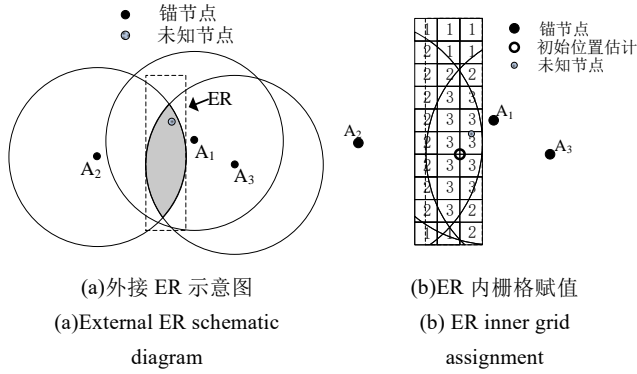 锚节点
未知节点
ER
A1
A2
A3
(a)外接 ER 示意图
(a)External ER schematic
diagram
锚节点
初始位置估计
未知节点
1 1 1
2 1 1
2 2 2
2 3 3
2 3 3
2 3 3
2 3 3
2 3 3
2 3 2
1 1 2
A1
A2
A3
(b)ER 内栅格赋值
(b) ER inner grid
assignment